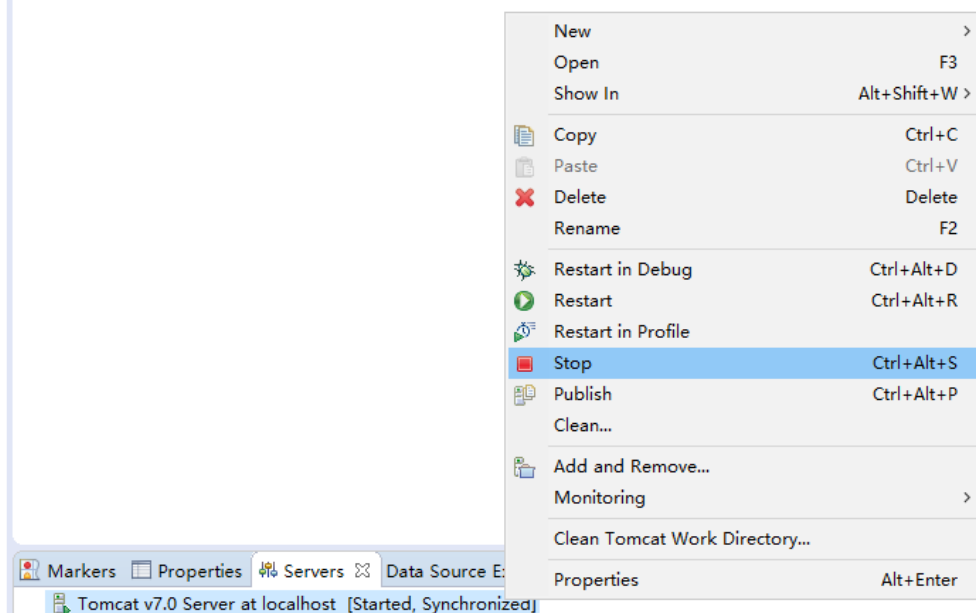 New >
Open F3
Show In Alt+Shift+W >
Copy Ctrl+C
Paste Ctrl+V
Delete Delete
Rename F2
Restart in Debug Ctrl+Alt+D
Restart Ctrl+Alt+R
Restart in Profile
Stop Ctrl+Alt+S
Publish Ctrl+Alt+P
Clean...
Add and Remove...
Monitoring >
Clean Tomcat Work Directory...
Properties Alt+Enter
Markers Properties Servers Data Source
Tomcat v7.0 Server at localhost [Started, Synchronized]